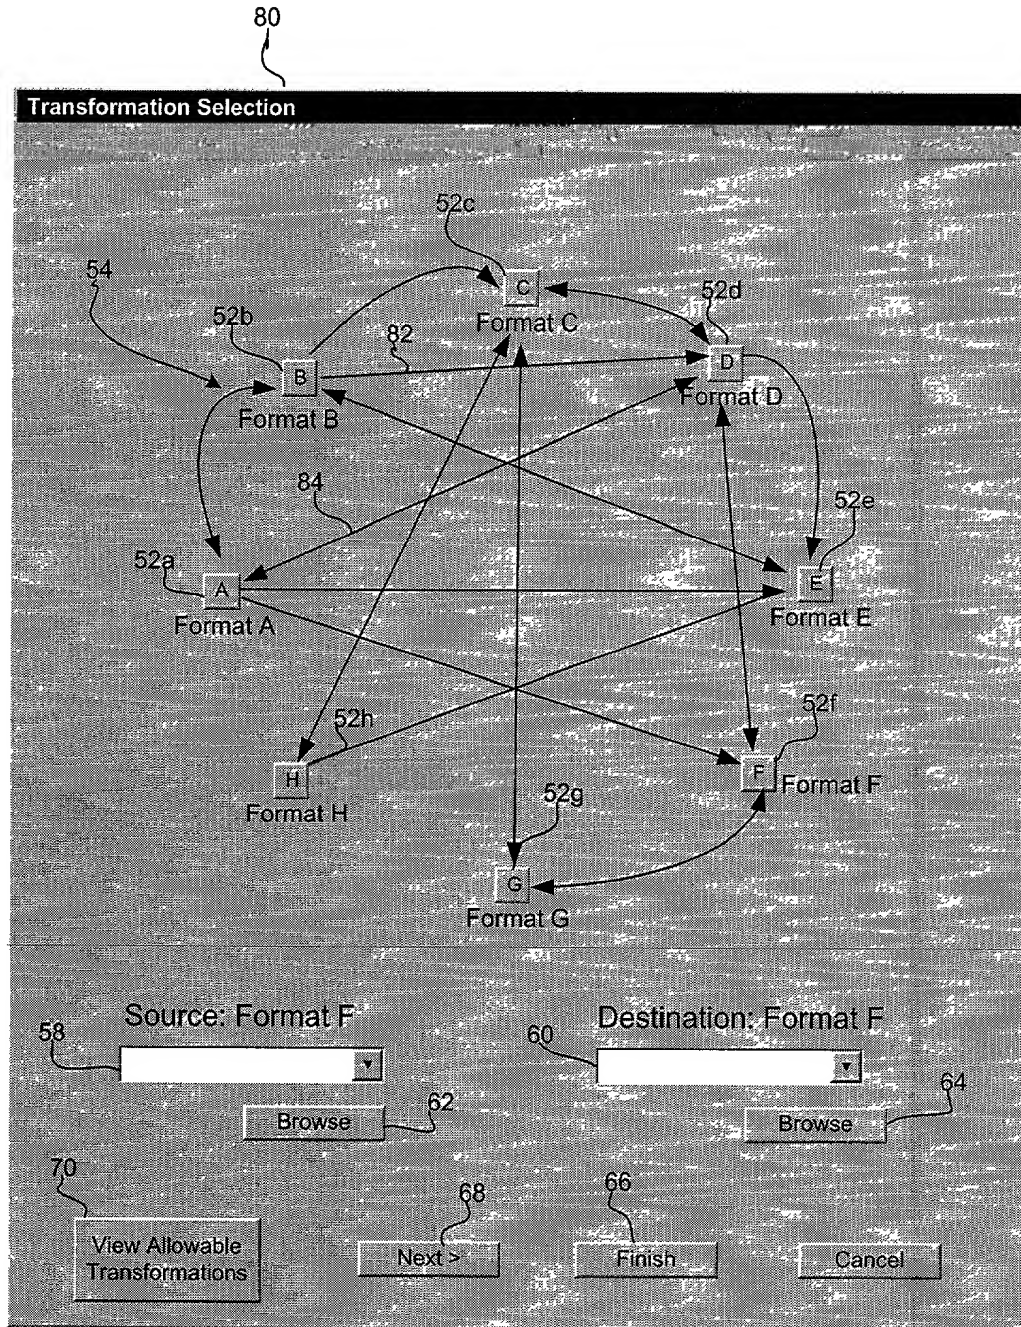 80
Transformation Selection
52c
54
C
52d
52b
Format C
82
B
D
Format B
Format D
84
52e
52a
A
E
Format A
Format E
52h
52f
H
F
Format H
Format F
52g
G
Format G
Source: Format F
Destination: Format F
58
60
62
64
Browse
Browse
70
68
66
View Allowable
Transformations
Next >
Finish
Cancel